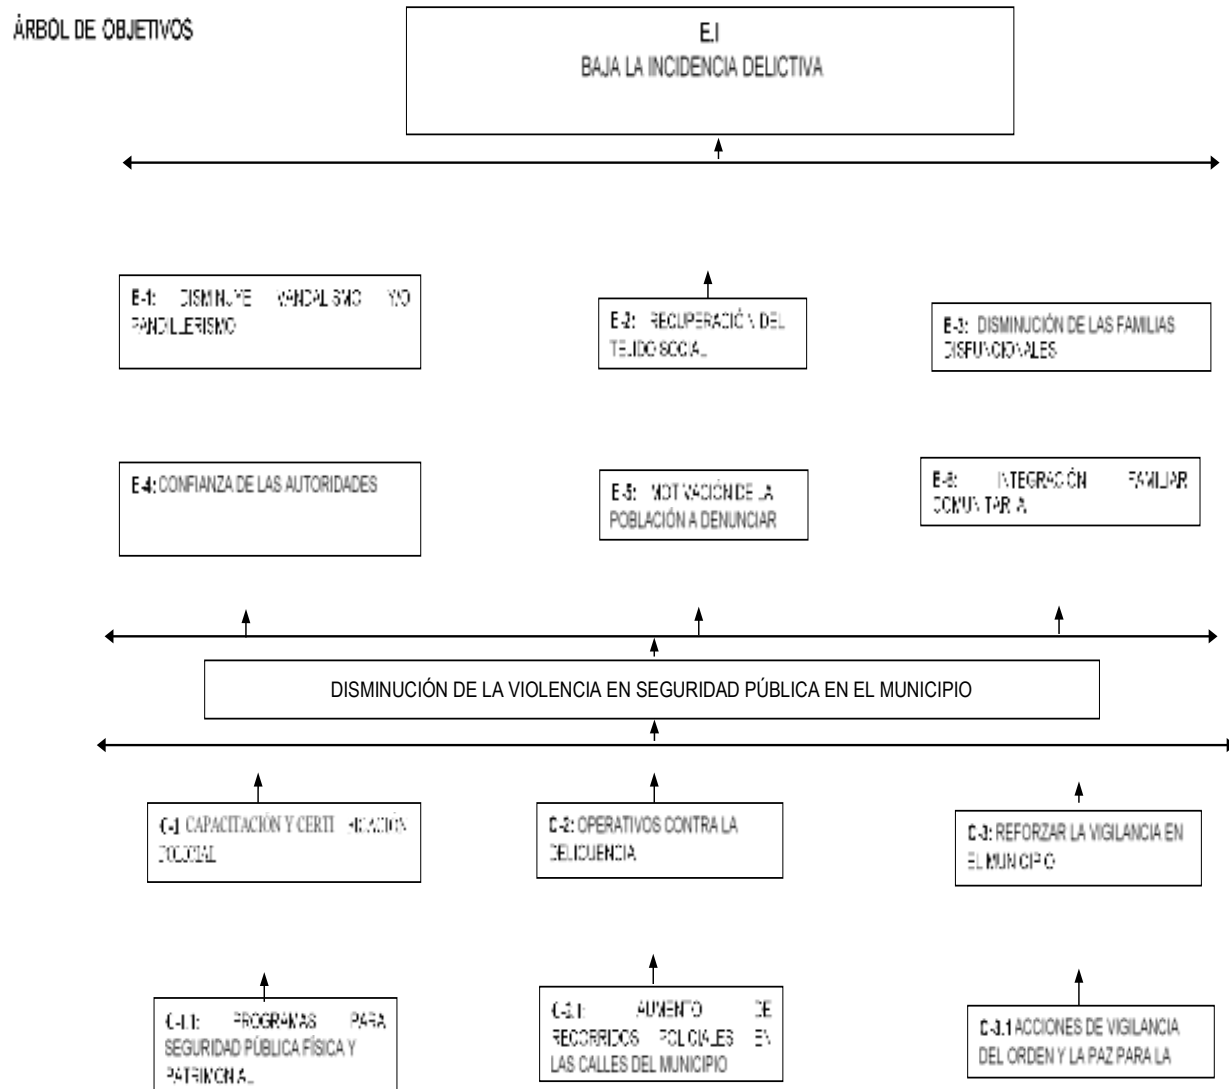 ÁRBOL DE OBJETIVOS
E.I
BAJA LA INCIDENCIA DELICTIVA
E-1: DISMINUYE VANDALISMO Y/O
PANDILLERISMO
E-2: RECUPERACIÓN DEL
TEJIDO SOCIAL
E-3: DISMINUCIÓN DE LAS FAMILIAS
DISFUNCIONALES
E-4: CONFIANZA DE LAS AUTORIDADES
E-5: MOTIVACIÓN DE LA
POBLACIÓN A DENUNCIAR
E-6: INTEGRACIÓN FAMILIAR
COMUNITARIA
DISMINUCIÓN DE LA VIOLENCIA EN SEGURIDAD PÚBLICA EN EL MUNICIPIO
C-1 CAPACITACIÓN Y CERTIFICACIÓN
POLICIAL
C-2: OPERATIVOS CONTRA LA
DELICUENCIA
C-3: REFORZAR LA VIGILANCIA EN
EL MUNICIPIO
C-1.1: PROGRAMAS PARA
SEGURIDAD PÚBLICA FÍSICA Y
PATRIMONIAL
C-2.1: AUMENTO DE
RECORRIDOS POLICIALES EN
LAS CALLES DEL MUNICIPIO
C-3.1 ACCIONES DE VIGILANCIA
DEL ORDEN Y LA PAZ PARA LA